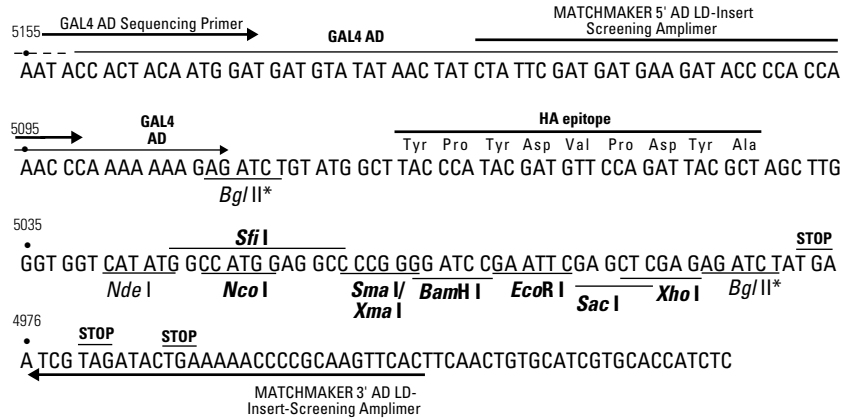 5155 GAL4 AD Sequencing Primer
GAL4 AD
MATCHMAKER 5' AD LD-Insert
Screening Amplimer
AAT ACC ACT ACA ATG GAT GAT GTA TAT AAC TAT CTA TTC GAT GAT GAA GAT ACC CCA CCA
5095
GAL4
AD
HA epitope
Tyr Pro Tyr Asp Val Pro Asp Tyr Ala
AAC CCA AAA AAA GAG ATC TGT ATG GCT TAC CCA TAC GAT GTT CCA GAT TAC GCT AGC TTG
Bgl II*
5035
Sfi I
STOP
GGT GGT CAT ATG GCC ATG GAG GCC CCG GGG ATC CGA ATT CGA GCT CGA GAG ATC TAT GA
Nde I
Nco I
Sma I/
Xma I
BamH I
EcoR I
Sac I
Xho I
Bgl II*
4976
STOP
STOP
A TCG TAGATACTGAAAAACCCCGCAAGTTCACTTCAACTGTGCATCGTGCACCATCTC
MATCHMAKER 3' AD LD-
Insert-Screening Amplimer